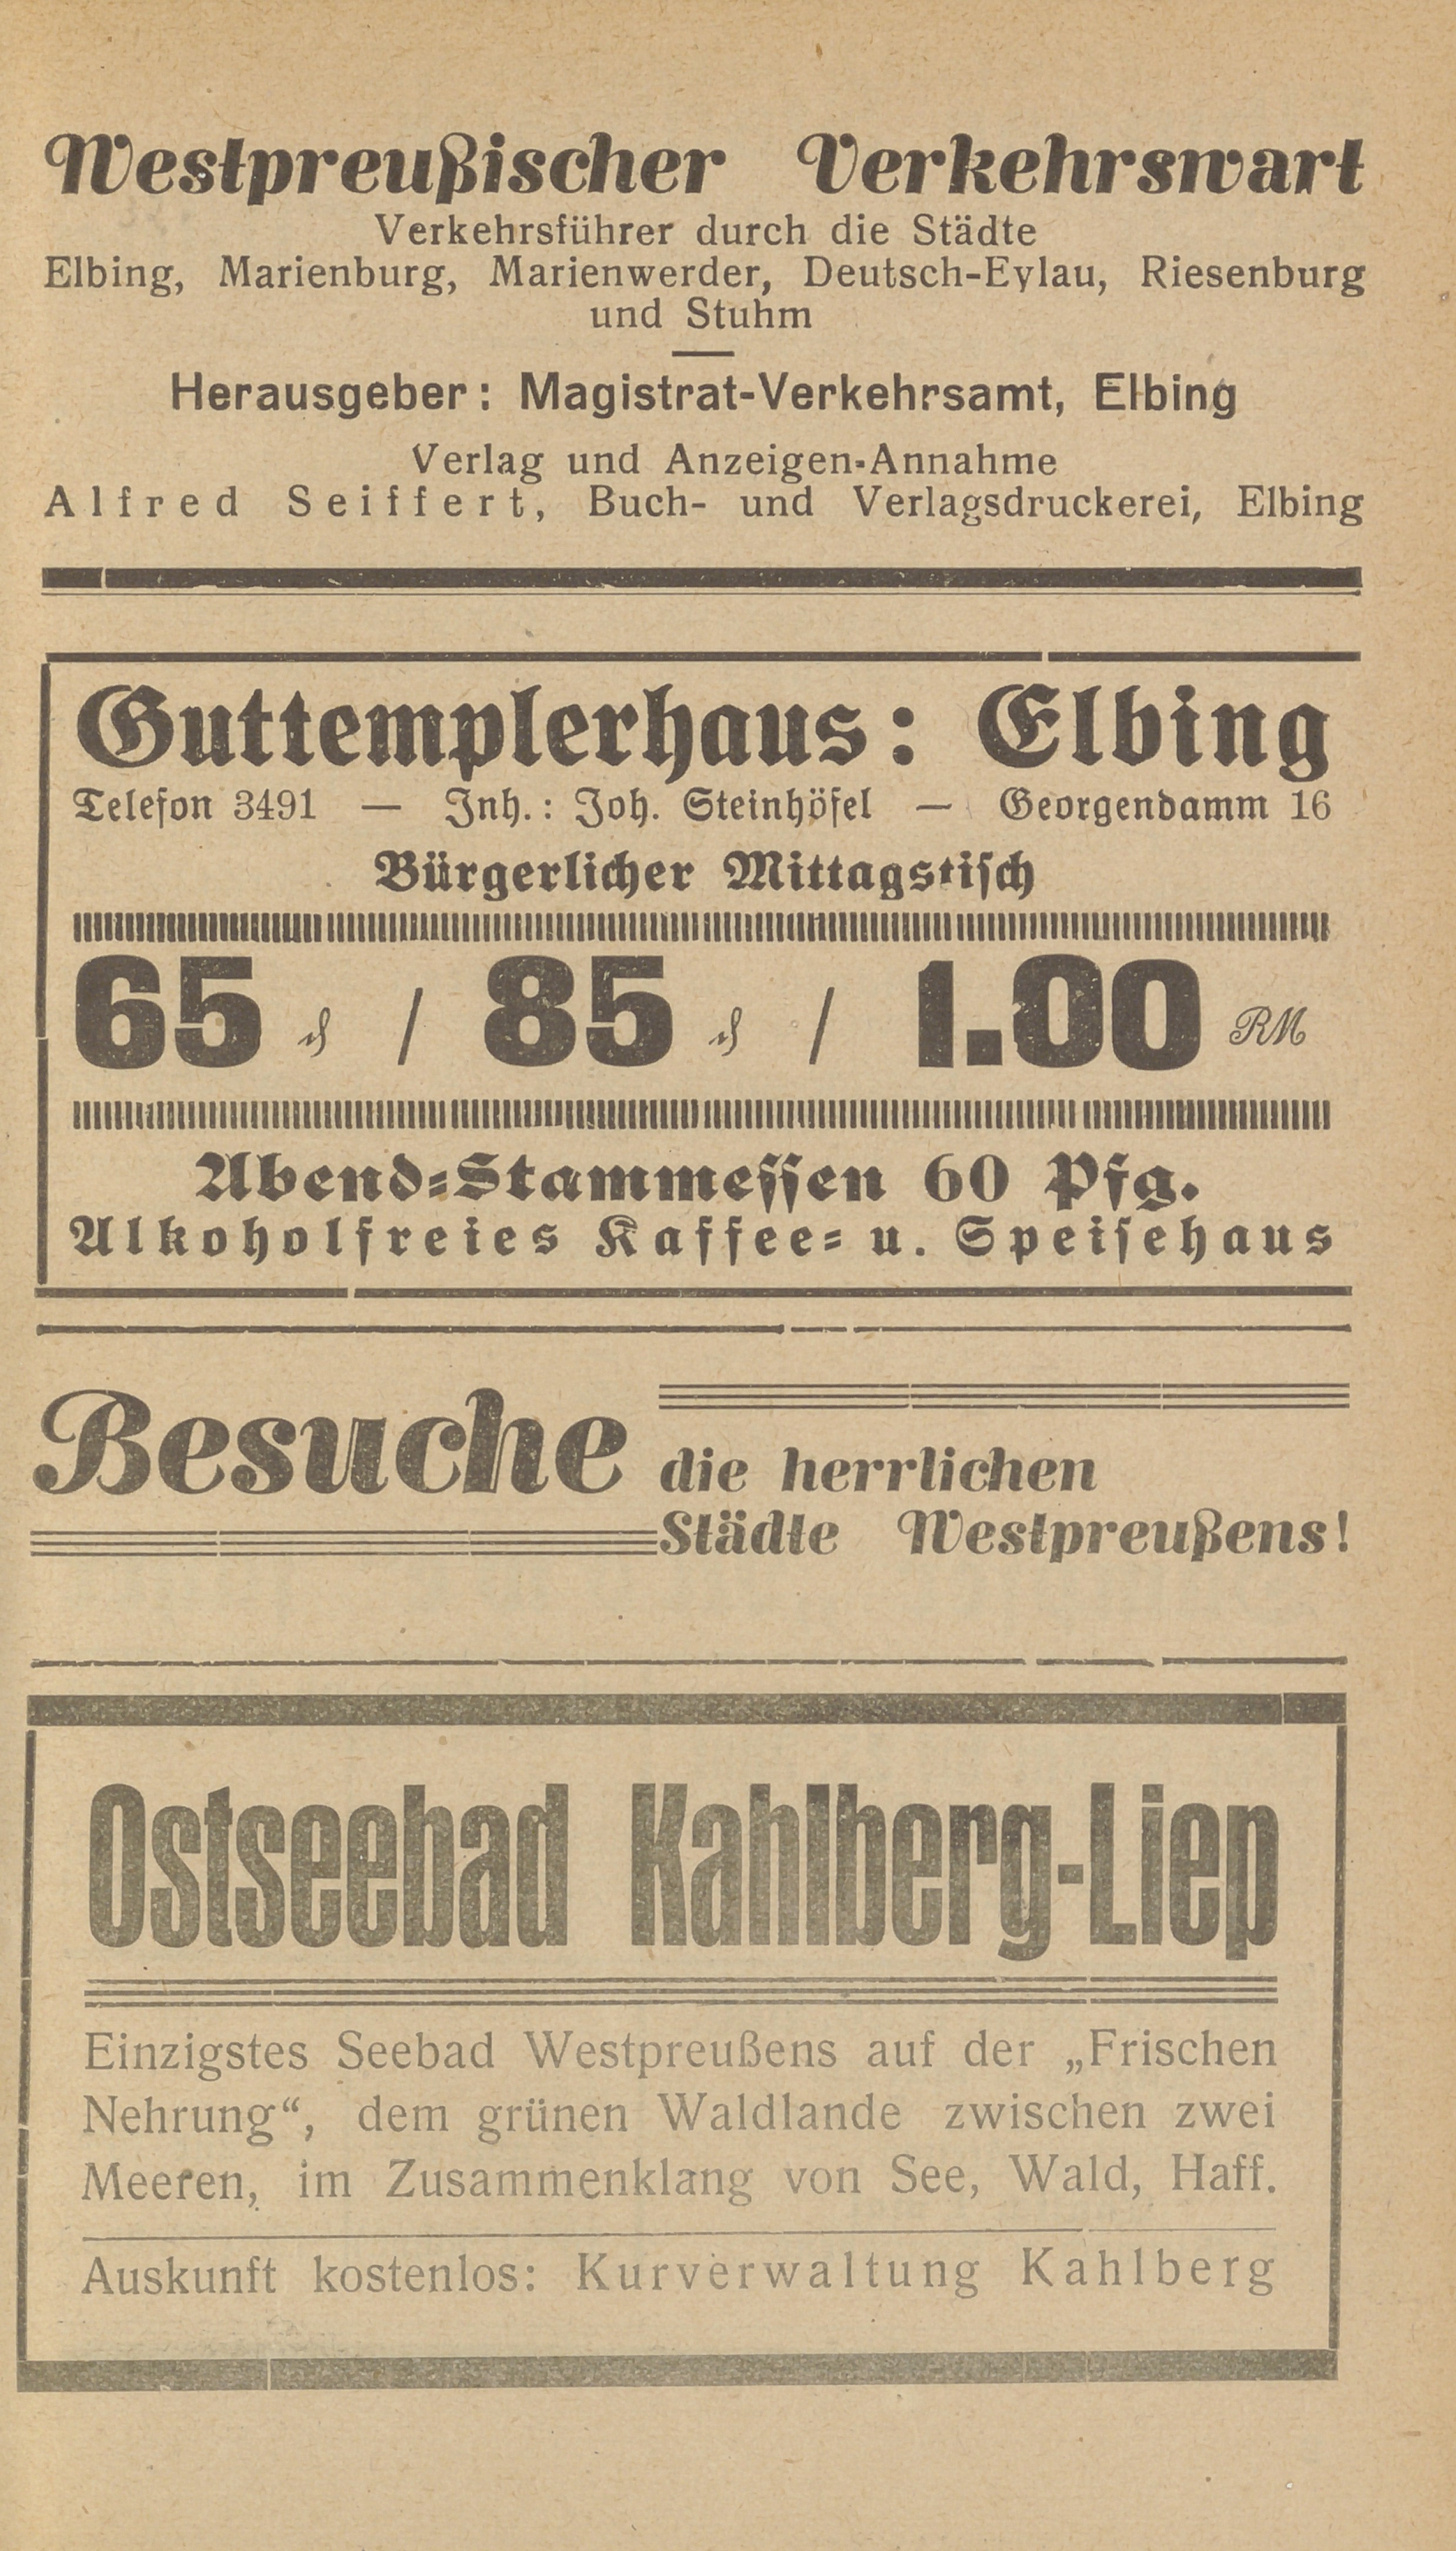 Westpreußischer Verkehrswart
Verkehrsführer durch die Städte
Elbing, Marienburg, Marienwerder, Deutsch-Eylau, Riesenburg
und Stuhm
Herausgeber: Magistrat-Verkehrsamt, Elbing
Verlag und Anzeigen-Annahme
Alfred Seiffert, Buch- und Verlagsdruckerei, Elbing
Guttemplerhaus: Elbing
Telefon 3491 — Inh.: Joh. Steinhöfel — Georgendamm 16
Bürgerlicher Mittagstisch
65 ₰ / 85 ₰ / 1.00 RM
Abend-Stammessen 60 Pfg.
Alkoholfreies Kaffee- u. Speisehaus
Besuche die herrlichen
Städte Westpreußens!
Ostseebad Kahlberg-Liep
Einzigstes Seebad Westpreußens auf der „Frischen
Nehrung“, dem grünen Waldlande zwischen zwei
Meeren, im Zusammenklang von See, Wald, Haff.
Auskunft kostenlos: Kurverwaltung Kahlberg